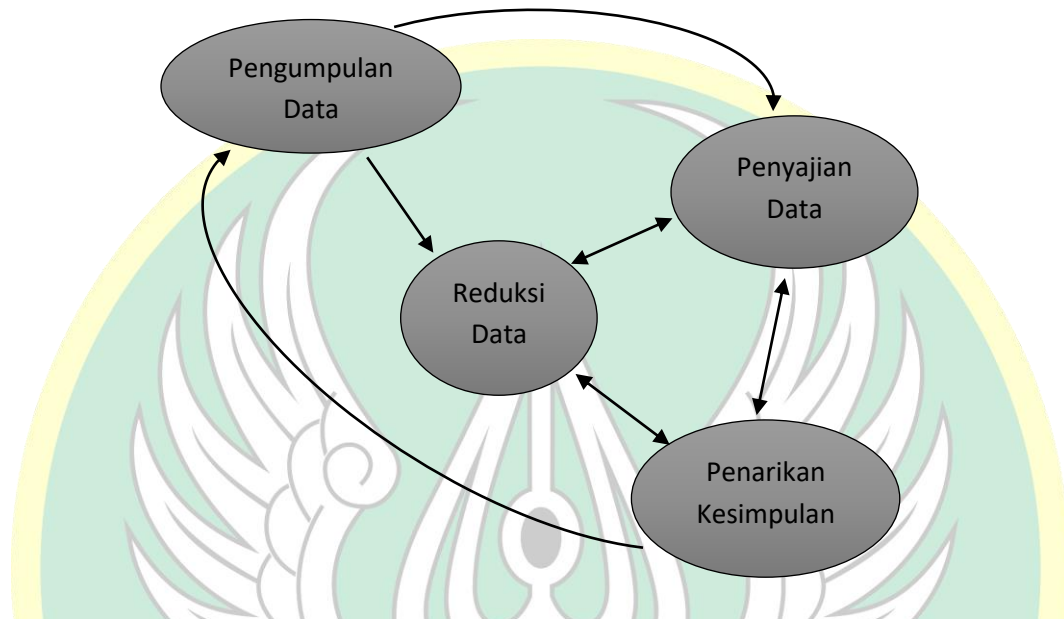 Pengumpulan
Data
Penyajian
Data
Reduksi
Data
Penarikan
Kesimpulan